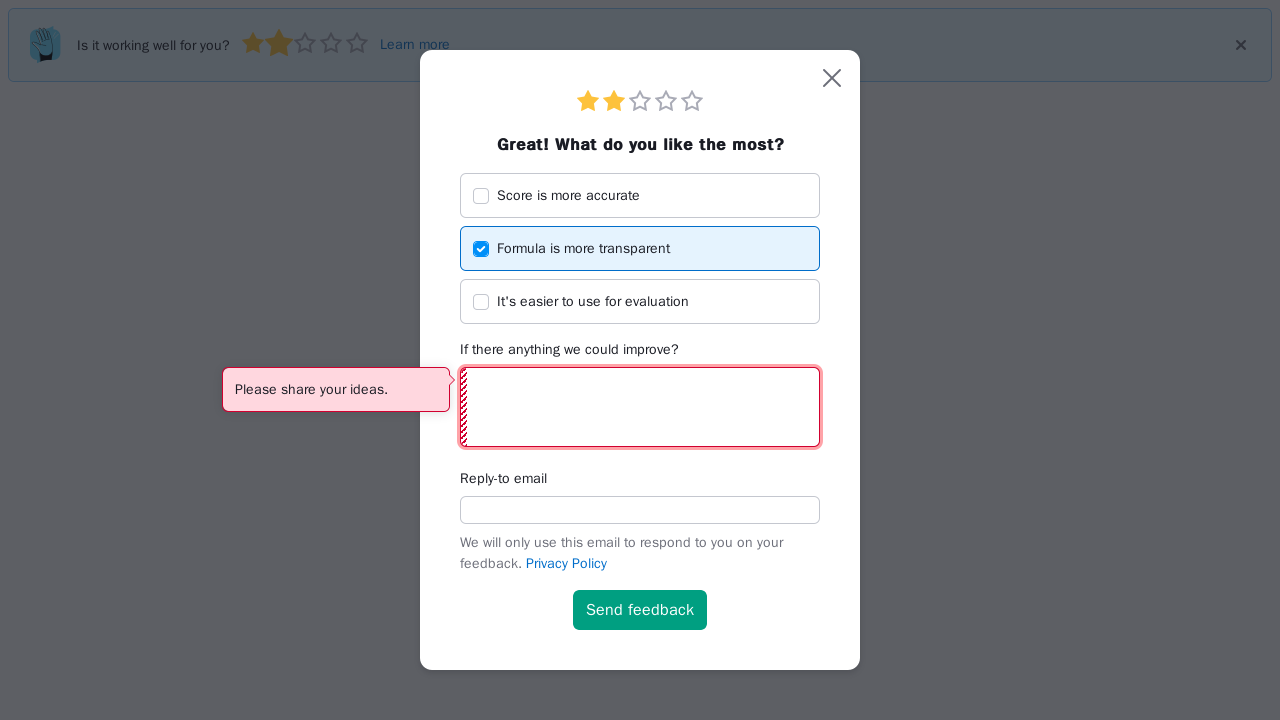 Is it working well for you?
Learn more
Great! What do you like the most?
Score is more accurate
Formula is more transparent
It's easier to use for evaluation
If there anything we could improve?
Please share your ideas.
Reply-to email
We will only use this email to respond to you on your
feedback. Privacy Policy
Send feedback